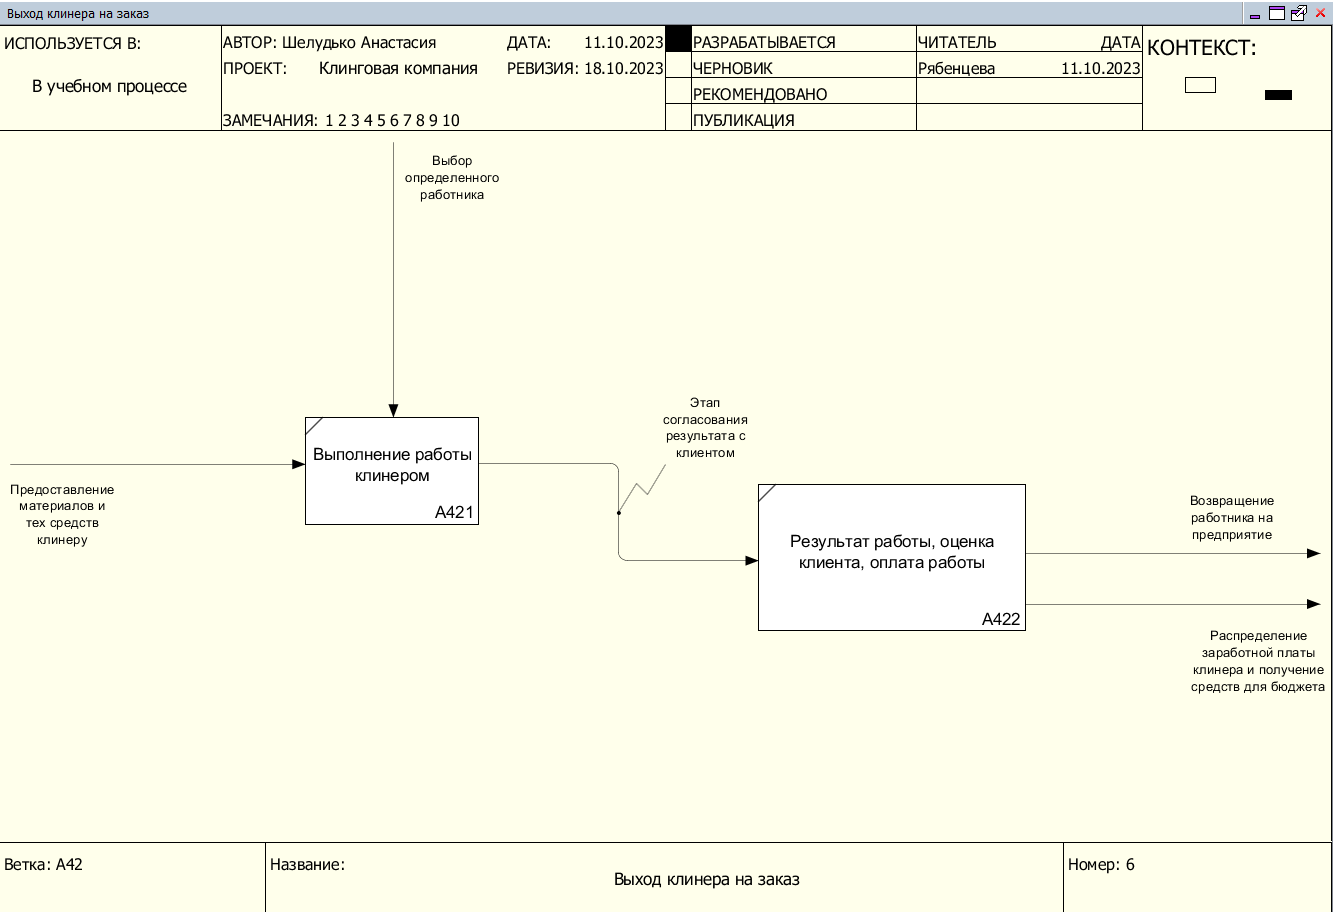 Выход клинера на заказ
ИСПОЛЬЗУЕТСЯ В:
В учебном процессе
АВТОР: Шелудько Анастасия
ДАТА: 11.10.2023
ПРОЕКТ: Клинговая компания
РЕВИЗИЯ: 18.10.2023
ЗАМЕЧАНИЯ: 1 2 3 4 5 6 7 8 9 10
РАЗРАБАТЫВАЕТСЯ
ЧЕРНОВИК
РЕКОМЕНДОВАНО
ПУБЛИКАЦИЯ
ЧИТАТЕЛЬ ДАТА
Рябенцева 11.10.2023
КОНТЕКСТ:
Выбор
определенного
работника
Этап
согласования
результата с
клиентом
Выполнение работы
клинером
A421
Предоставление
материалов и
тех средств
клинеру
Результат работы, оценка
клиента, оплата работы
A422
Возвращение
работника на
предприятие
Распределение
заработной платы
клинера и получение
средств для бюджета
Ветка: A42
Название:
Выход клинера на заказ
Номер: 6